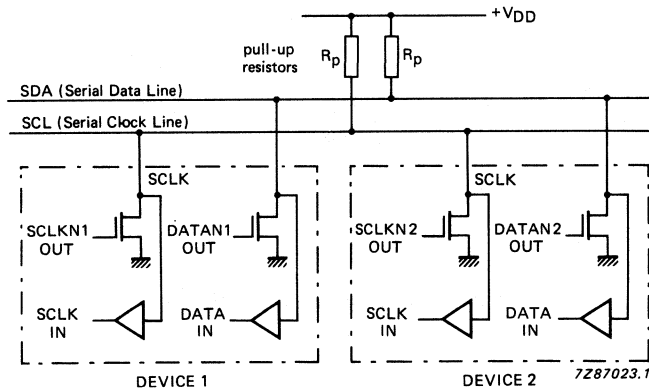 +VDD
pull-up
resistors
Rp
Rp
SDA (Serial Data Line)
SCL (Serial Clock Line)
SCLK
SCLK
SCLKN1
OUT
DATAN1
OUT
SCLKN2
OUT
DATAN2
OUT
SCLK
IN
DATA
IN
SCLK
IN
DATA
IN
DEVICE 1
DEVICE 2
7Z87023.1